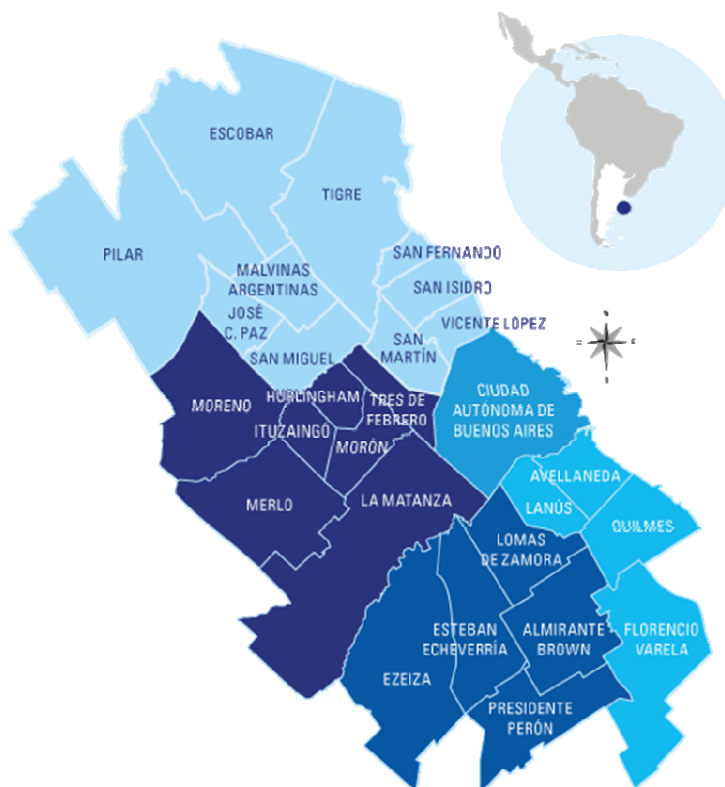 ESCOBAR
TIGRE
PILAR
SAN FERNANDO
MALVINAS
ARGENTINAS
SAN ISIDRO
JOSÉ
C. PAZ
VICENTE LOPEZ
SAN
MARTÍN
SAN MIGUEL
MORENO
HURLINGHAM
TRES DE
FEBRERO
CIUDAD
AUTÓNOMA DE
BUENOS AIRES
ITUZAINGÓ
MORÓN
MERLO
LA MATANZA
AVELLANEDA
LANÚS
QUILMES
LOMAS
DE ZAMORA
ESTEBAN
ECHEVERRÍA
ALMIRANTE
BROWN
FLORENCIO
VARELA
EZEIZA
PRESIDENTE
PERÓN